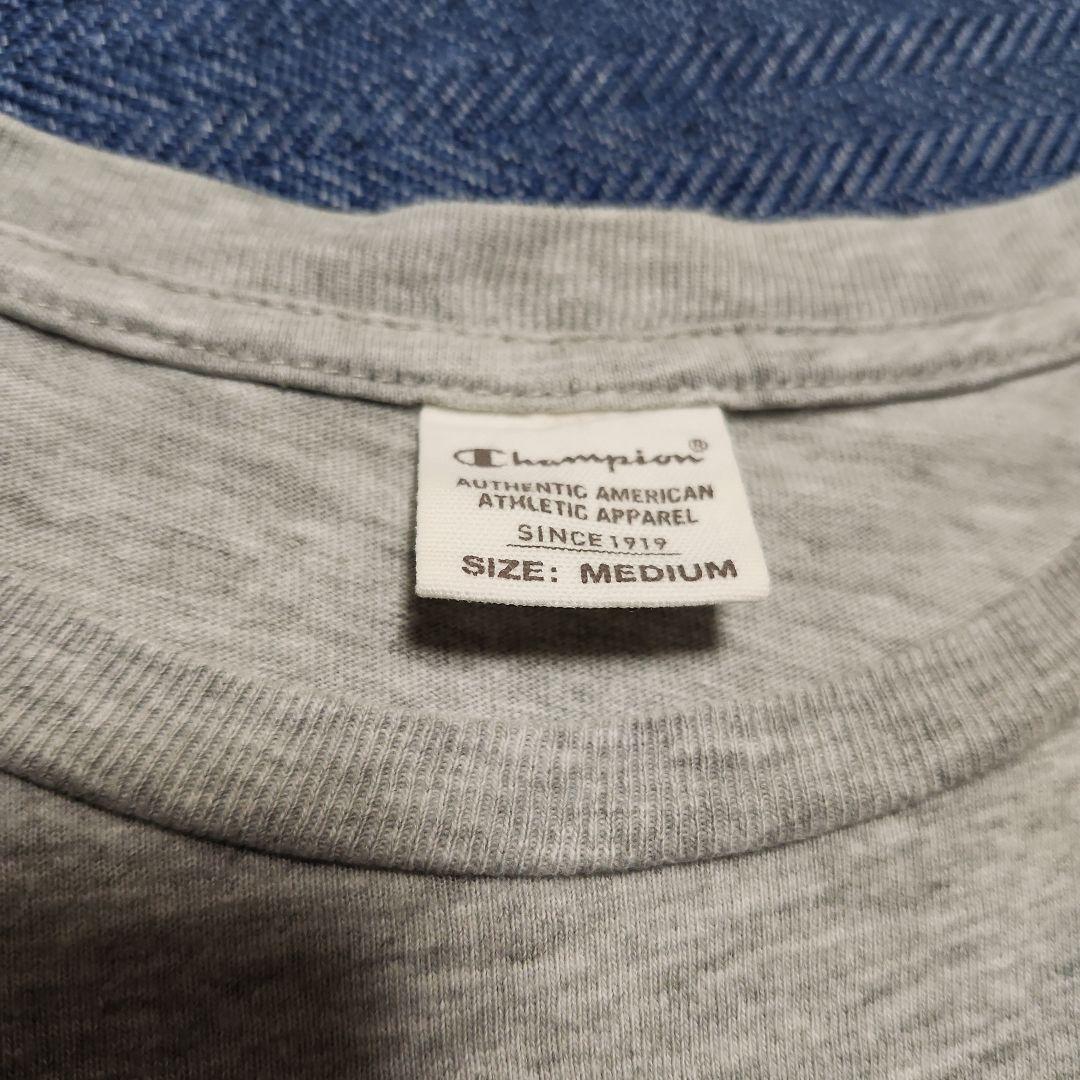 Champion®
AUTHENTIC AMERICAN
ATHLETIC APPAREL
SINCE 1919
SIZE: MEDIUM